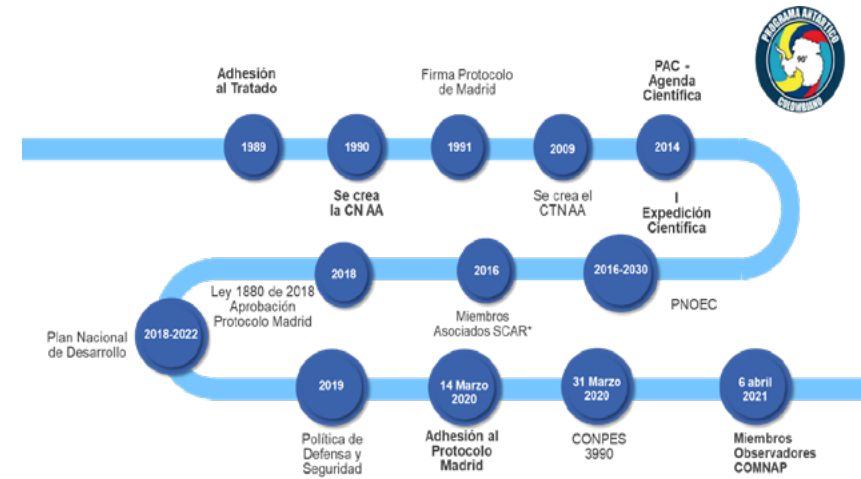 PROGRAMA ANTÁRTICO
90°
COLOMBIANO
Adhesión
al Tratado
1989
1990
Se crea
la CN AA
Firma Protocolo
de Madrid
1991
2009
Se crea el
CTN AA
PAC -
Agenda
Científica
2014
I
Expedición
Científica
2016-2030
PNOEC
2016
Miembros
Asociados SCAR*
2018
Ley 1880 de 2018
Aprobación
Protocolo Madrid
2018-2022
Plan Nacional
de Desarrollo
2019
Política de
Defensa y
Seguridad
14 Marzo
2020
Adhesión al
Protocolo
Madrid
31 Marzo
2020
CONPES
3990
6 abril
2021
Miembros
Observadores
COMNAP